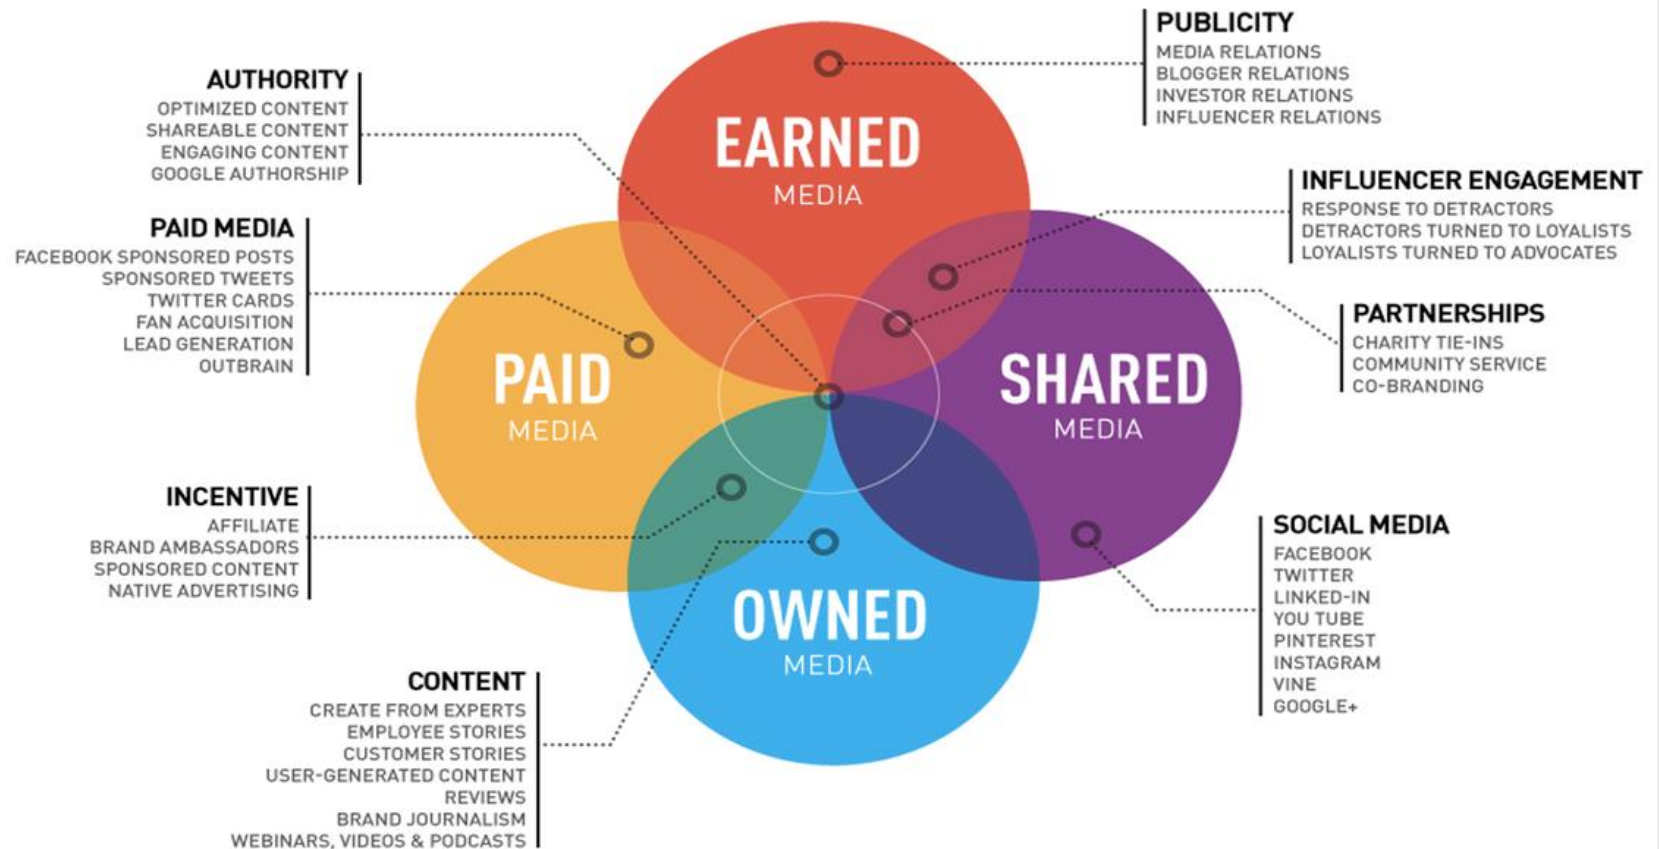 PUBLICITY
MEDIA RELATIONS
BLOGGER RELATIONS
INVESTOR RELATIONS
INFLUENCER RELATIONS
AUTHORITY
OPTIMIZED CONTENT
SHAREABLE CONTENT
ENGAGING CONTENT
GOOGLE AUTHORSHIP
EARNED
MEDIA
INFLUENCER ENGAGEMENT
RESPONSE TO DETRACTORS
DETRACTORS TURNED TO LOYALISTS
LOYALISTS TURNED TO ADVOCATES
PAID MEDIA
FACEBOOK SPONSORED POSTS
SPONSORED TWEETS
TWITTER CARDS
FAN ACQUISITION
LEAD GENERATION
OUTBRAIN
PARTNERSHIPS
CHARITY TIE-INS
COMMUNITY SERVICE
CO-BRANDING
PAID
MEDIA
SHARED
MEDIA
INCENTIVE
AFFILIATE
BRAND AMBASSADORS
SPONSORED CONTENT
NATIVE ADVERTISING
SOCIAL MEDIA
FACEBOOK
TWITTER
LINKED-IN
YOU TUBE
PINTEREST
INSTAGRAM
VINE
GOOGLE+
OWNED
MEDIA
CONTENT
CREATE FROM EXPERTS
EMPLOYEE STORIES
CUSTOMER STORIES
USER-GENERATED CONTENT
REVIEWS
BRAND JOURNALISM
WEBINARS, VIDEOS & PODCASTS